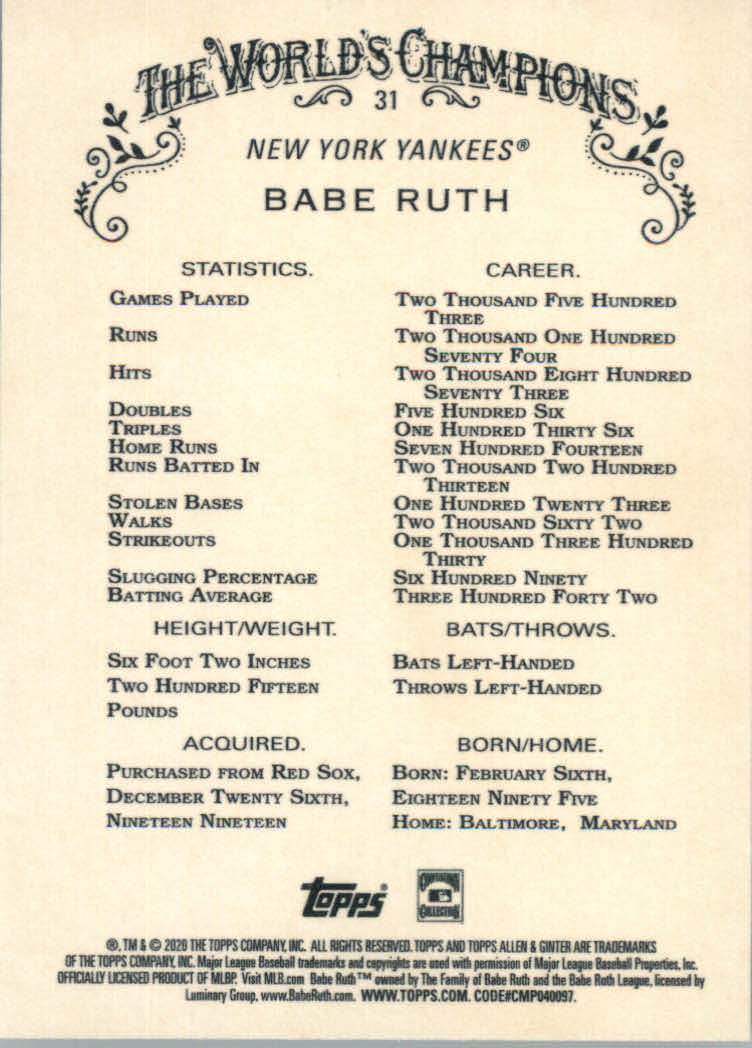 THE WORLD'S CHAMPIONS
31
NEW YORK YANKEES®
BABE RUTH
STATISTICS. CAREER.
GAMES PLAYED TWO THOUSAND FIVE HUNDRED
THREE
RUNS TWO THOUSAND ONE HUNDRED
SEVENTY FOUR
HITS TWO THOUSAND EIGHT HUNDRED
SEVENTY THREE
DOUBLES FIVE HUNDRED SIX
TRIPLES ONE HUNDRED THIRTY SIX
HOME RUNS SEVEN HUNDRED FOURTEEN
RUNS BATTED IN TWO THOUSAND TWO HUNDRED
THIRTEEN
STOLEN BASES ONE HUNDRED TWENTY THREE
WALKS TWO THOUSAND SIXTY TWO
STRIKEOUTS ONE THOUSAND THREE HUNDRED
THIRTY
SLUGGING PERCENTAGE SIX HUNDRED NINETY
BATTING AVERAGE THREE HUNDRED FORTY TWO
HEIGHT/WEIGHT. BATS/THROWS.
SIX FOOT TWO INCHES BATS LEFT-HANDED
TWO HUNDRED FIFTEEN THROWS LEFT-HANDED
POUNDS
ACQUIRED. BORN/HOME.
PURCHASED FROM RED SOX, BORN: FEBRUARY SIXTH,
DECEMBER TWENTY SIXTH, EIGHTEEN NINETY FIVE
NINETEEN NINETEEN HOME: BALTIMORE, MARYLAND
topps®
COOPERSTOWN
COLLECTION
®, TM & © 2020 THE TOPPS COMPANY, INC. ALL RIGHTS RESERVED. TOPPS AND TOPPS ALLEN & GINTER ARE TRADEMARKS
OF THE TOPPS COMPANY, INC. Major League Baseball trademarks and copyrights are used with permission of Major League Baseball Properties, Inc.
OFFICIALLY LICENSED PRODUCT OF MLBP. Visit MLB.com Babe Ruth™ owned by The Family of Babe Ruth and the Babe Ruth League, licensed by
Luminary Group, www.BabeRuth.com. WWW.TOPPS.COM. CODE#CMP040097.